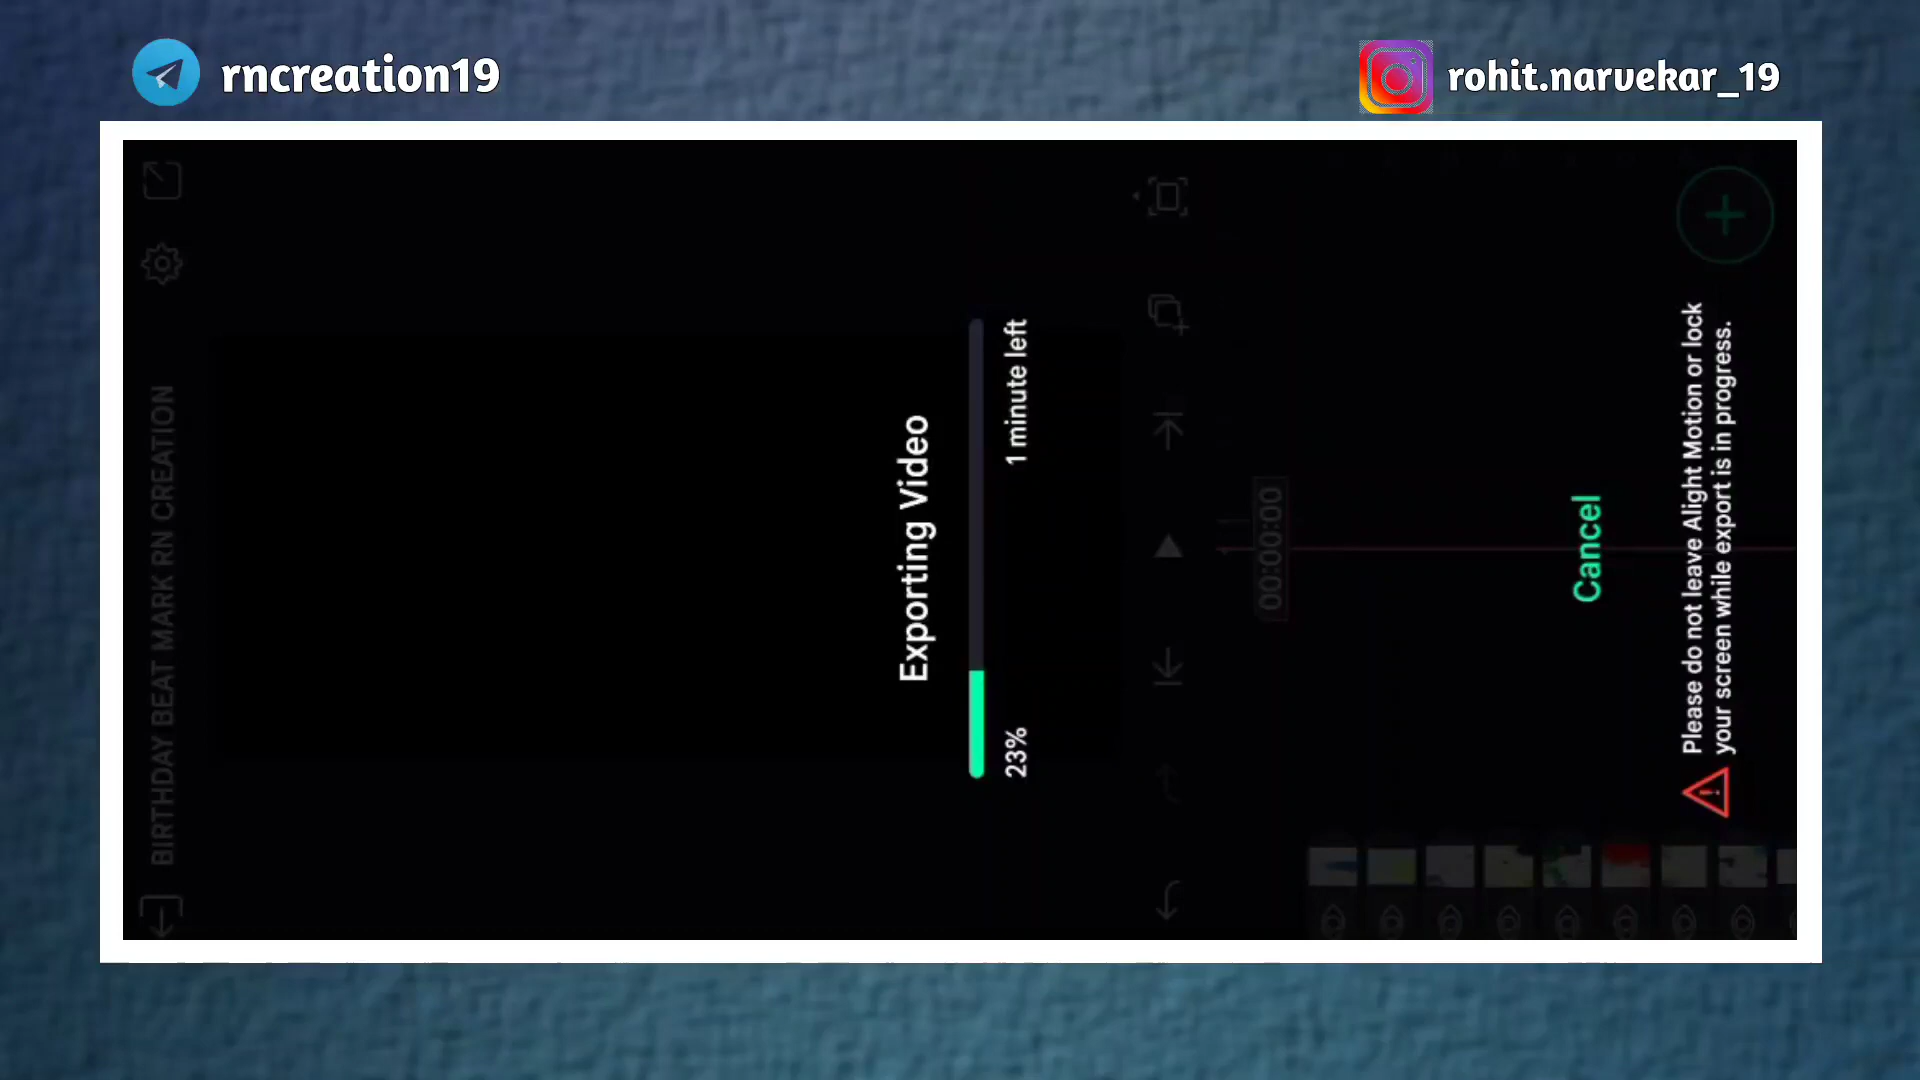 rncreation19
rohit.narvekar_19
BIRTHDAY BEAT MARK RN CREATION
Exporting Video
23%
1 minute left
00:00:00
Cancel
Please do not leave Alight Motion or lock
your screen while export is in progress.